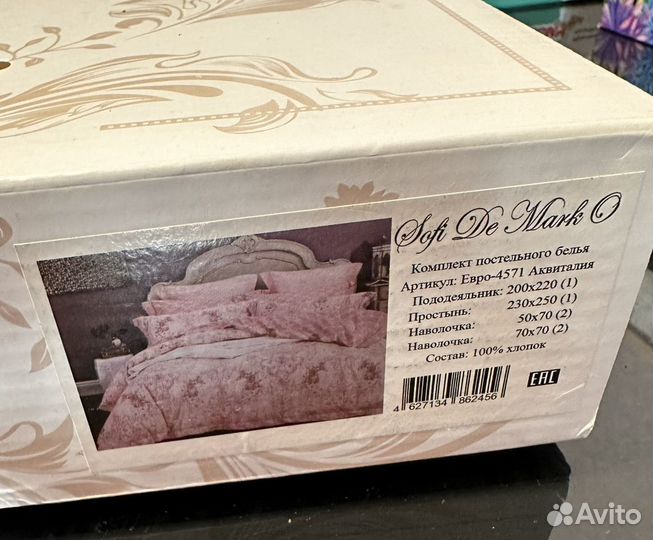 Sofi De MarkO
Комплект постельного белья
Артикул: Евро-4571 Аквиталия
Пододеяльник: 200х220 (1)
Простынь: 230х250 (1)
Наволочка: 50х70 (2)
Наволочка: 70х70 (2)
Состав: 100% хлопок
4 627134 862456
EAC
Avito